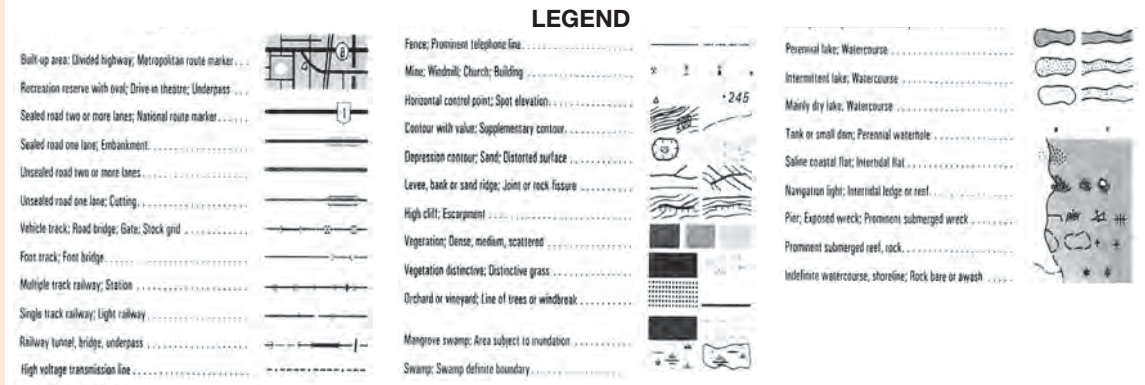 LEGEND
Built-up area: Divided highway; Metropolitan route marker
Recreation reserve with oval; Drive-in theatre; Underpass
Sealed road two or more lanes; National route marker
Sealed road one lane; Embankment
Unsealed road two or more lanes
Unsealed road one lane; Cutting
Vehicle track; Road bridge; Gate; Stock grid
Foot track; Foot bridge
Multiple track railway; Station
Single track railway; Light railway
Railway tunnel, bridge, underpass
High voltage transmission line
8
1
Fence; Prominent telephone line
Mine; Windmill; Church; Building
Horizontal control point; Spot elevation
Contour with value; Supplementary contour
Depression contour; Sand; Distorted surface
Levee, bank or sand ridge; Joint or rock fissure
High cliff; Escarpment
Vegetation; Dense, medium, scattered
Vegetation distinctive; Distinctive grass
Orchard or vineyard; Line of trees or windbreak
Mangrove swamp: Area subject to inundation
Swamp: Swamp definite boundary
·245
Perennial lake; Watercourse
Intermittent lake; Watercourse
Mainly dry lake; Watercourse
Tank or small dam; Perennial waterhole
Saline coastal flat; Intertidal flat
Navigation light; Intertidal ledge or reef
Pier; Exposed wreck; Prominent submerged wreck
Prominent submerged reef, rock
Indefinite watercourse, shoreline; Rock bare or awash